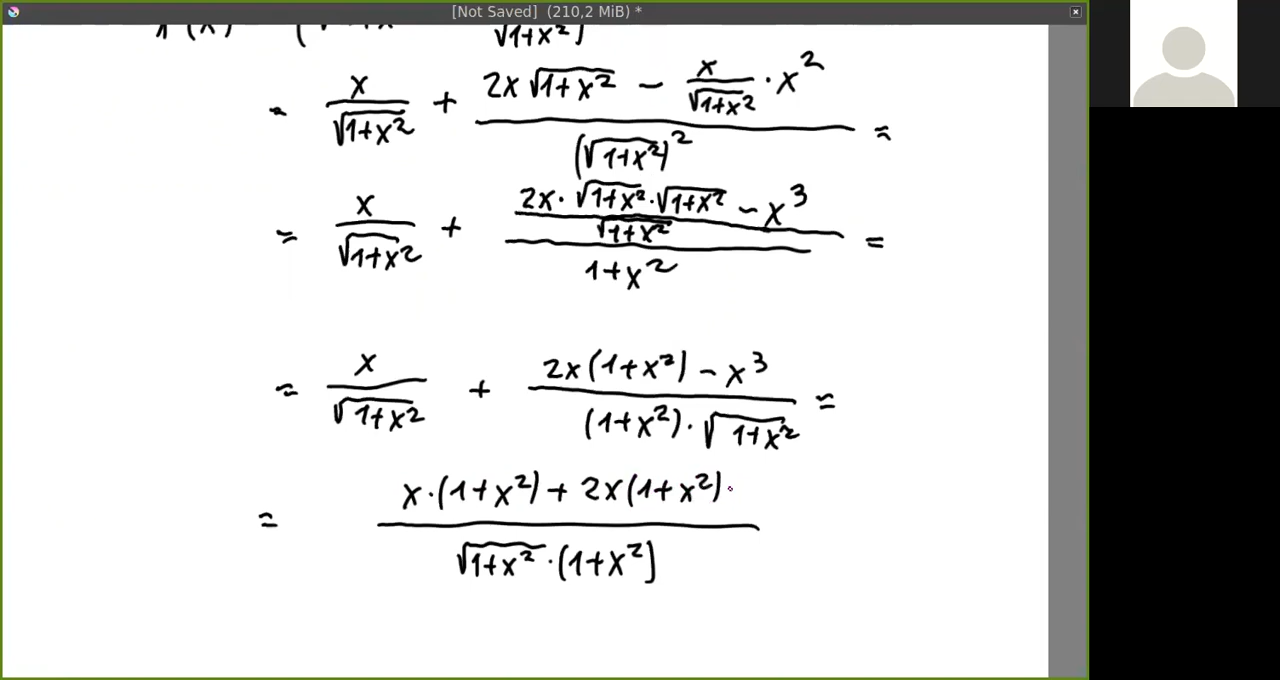 [Not Saved] (210,2 MiB) *
√1+x²)
= x/√1+x² + (2x √1+x² − x/√1+x² · x²)/(√1+x²)² =
= x/√1+x² + ((2x · √1+x² · √1+x² − x³)/√1+x²)/(1+x²) =
= x/√1+x² + (2x(1+x²) − x³)/((1+x²) · √1+x²) =
= (x·(1+x²) + 2x(1+x²))/(√1+x² · (1+x²))